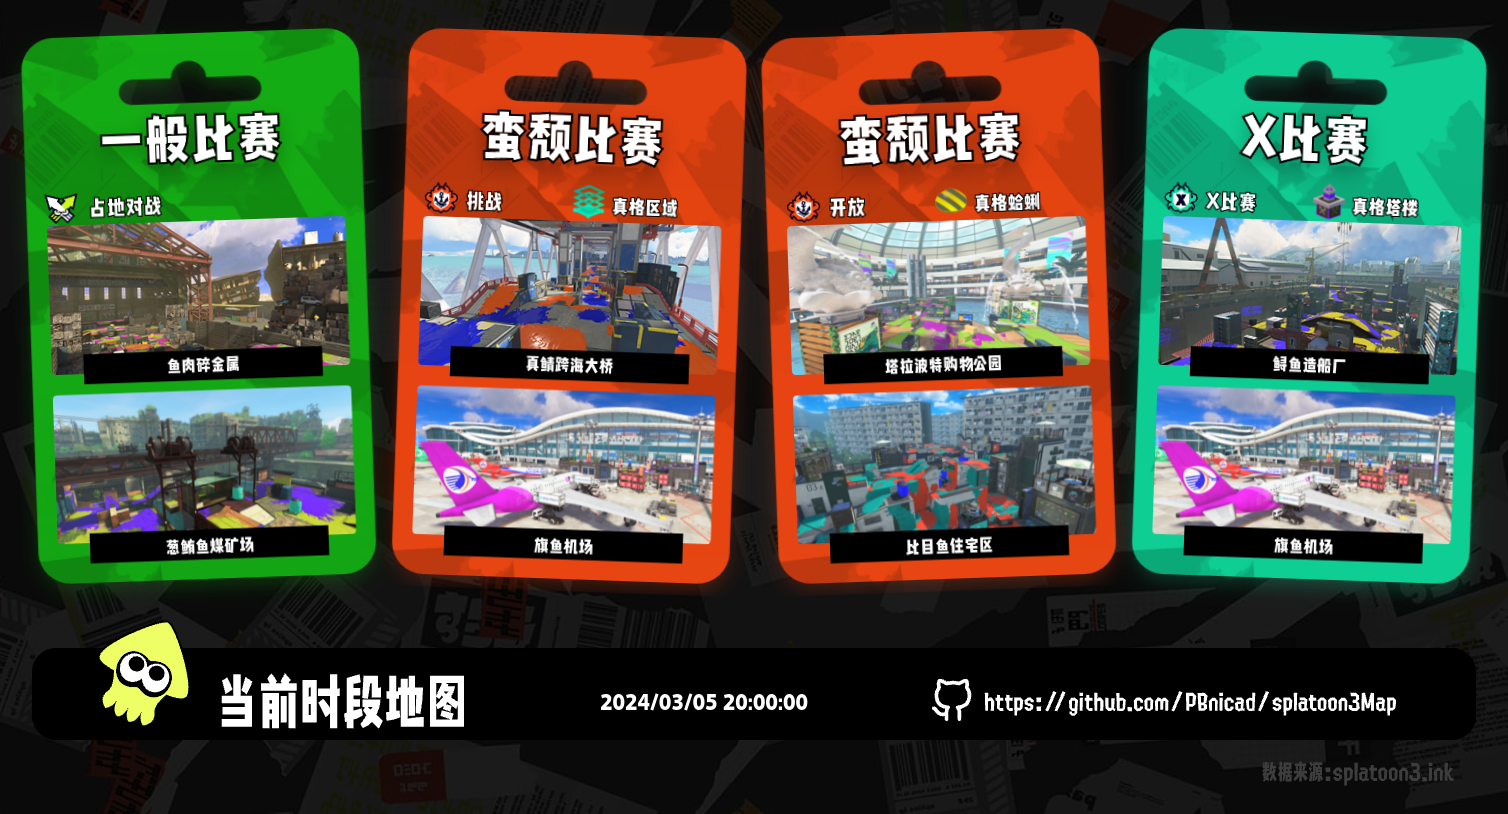 一般比赛
占地对战
鱼肉碎金属
葱鲔鱼煤矿场
蛮颓比赛
挑战
真格区域
真鲭跨海大桥
旗鱼机场
蛮颓比赛
开放
真格蛤蜊
塔拉波特购物公园
比目鱼住宅区
X比赛
X比赛
真格塔楼
鲟鱼造船厂
旗鱼机场
当前时段地图
2024/03/05 20:00:00
https://github.com/PBnicad/splatoon3Map
数据来源:splatoon3.ink